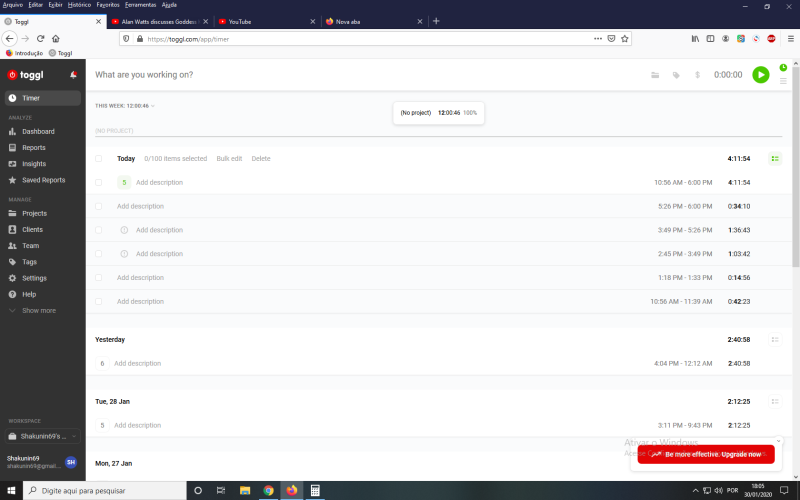 Arquivo Editar Exibir Histórico Favoritos Ferramentas Ajuda
Toggl
Alan Watts discusses Goddess
YouTube
Nova aba
https://toggl.com/app/timer
Introdução Toggl
toggl
What are you working on?
$ 0:00:00
Timer
THIS WEEK: 12:00:46
(No project) 12:00:46 100%
ANALYZE
(NO PROJECT)
Dashboard
Reports
Insights
Saved Reports
MANAGE
Projects
Clients
Team
Tags
Settings
Help
Show more
Today 0/100 items selected Bulk edit Delete 4:11:54
5 Add description 10:56 AM - 6:00 PM 4:11:54
Add description 5:26 PM - 6:00 PM 0:34:10
Add description 3:49 PM - 5:26 PM 1:36:43
Add description 2:45 PM - 3:49 PM 1:03:42
Add description 1:18 PM - 1:33 PM 0:14:56
Add description 10:56 AM - 11:39 AM 0:42:23
Yesterday 2:40:58
6 Add description 4:04 PM - 12:12 AM 2:40:58
Tue, 28 Jan 2:12:25
5 Add description 3:11 PM - 9:43 PM 2:12:25
Mon, 27 Jan
WORKSPACE
Shakunin69's ...
Shakunin69
shakunin69@gmail...
SH
Ativar o Windows
Be more effective. Upgrade now
Digite aqui para pesquisar
POR
18:05
30/01/2020